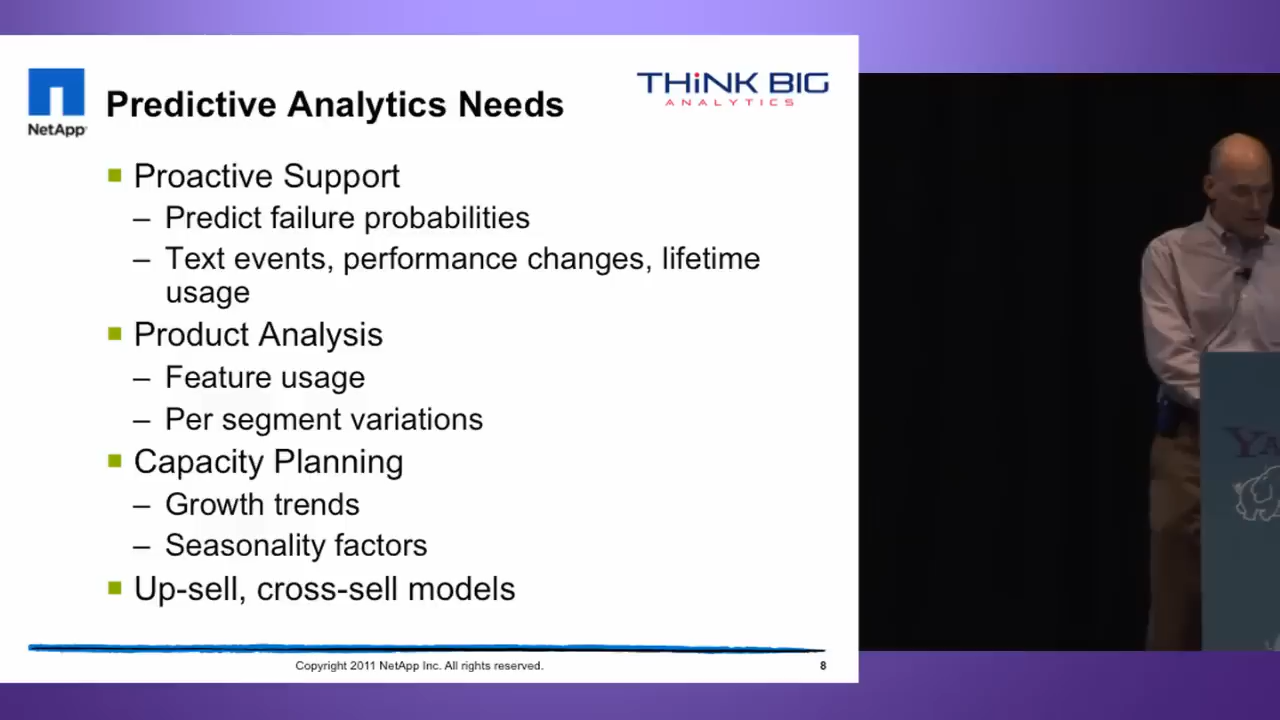 NetApp
Predictive Analytics Needs
THiNK BIG
ANALYTICS
Proactive Support
– Predict failure probabilities
– Text events, performance changes, lifetime
usage
Product Analysis
– Feature usage
– Per segment variations
Capacity Planning
– Growth trends
– Seasonality factors
Up-sell, cross-sell models
Copyright 2011 NetApp Inc. All rights reserved.
8